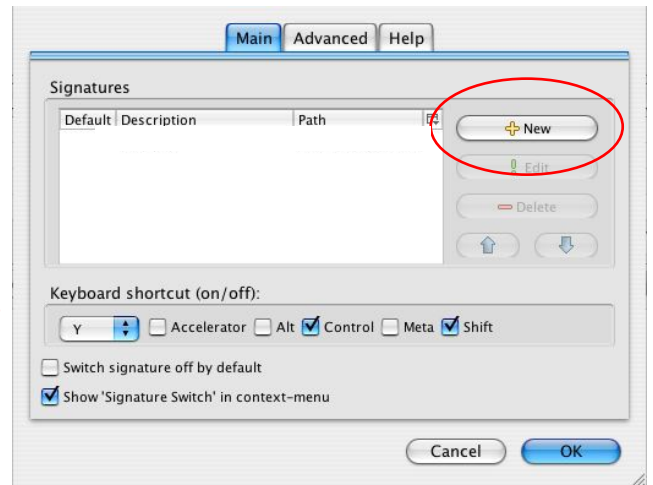 Main Advanced Help
Signatures
Default Description Path
New
Edit
Delete
Keyboard shortcut (on/off):
Y Accelerator Alt Control Meta Shift
Switch signature off by default
Show 'Signature Switch' in context-menu
Cancel OK